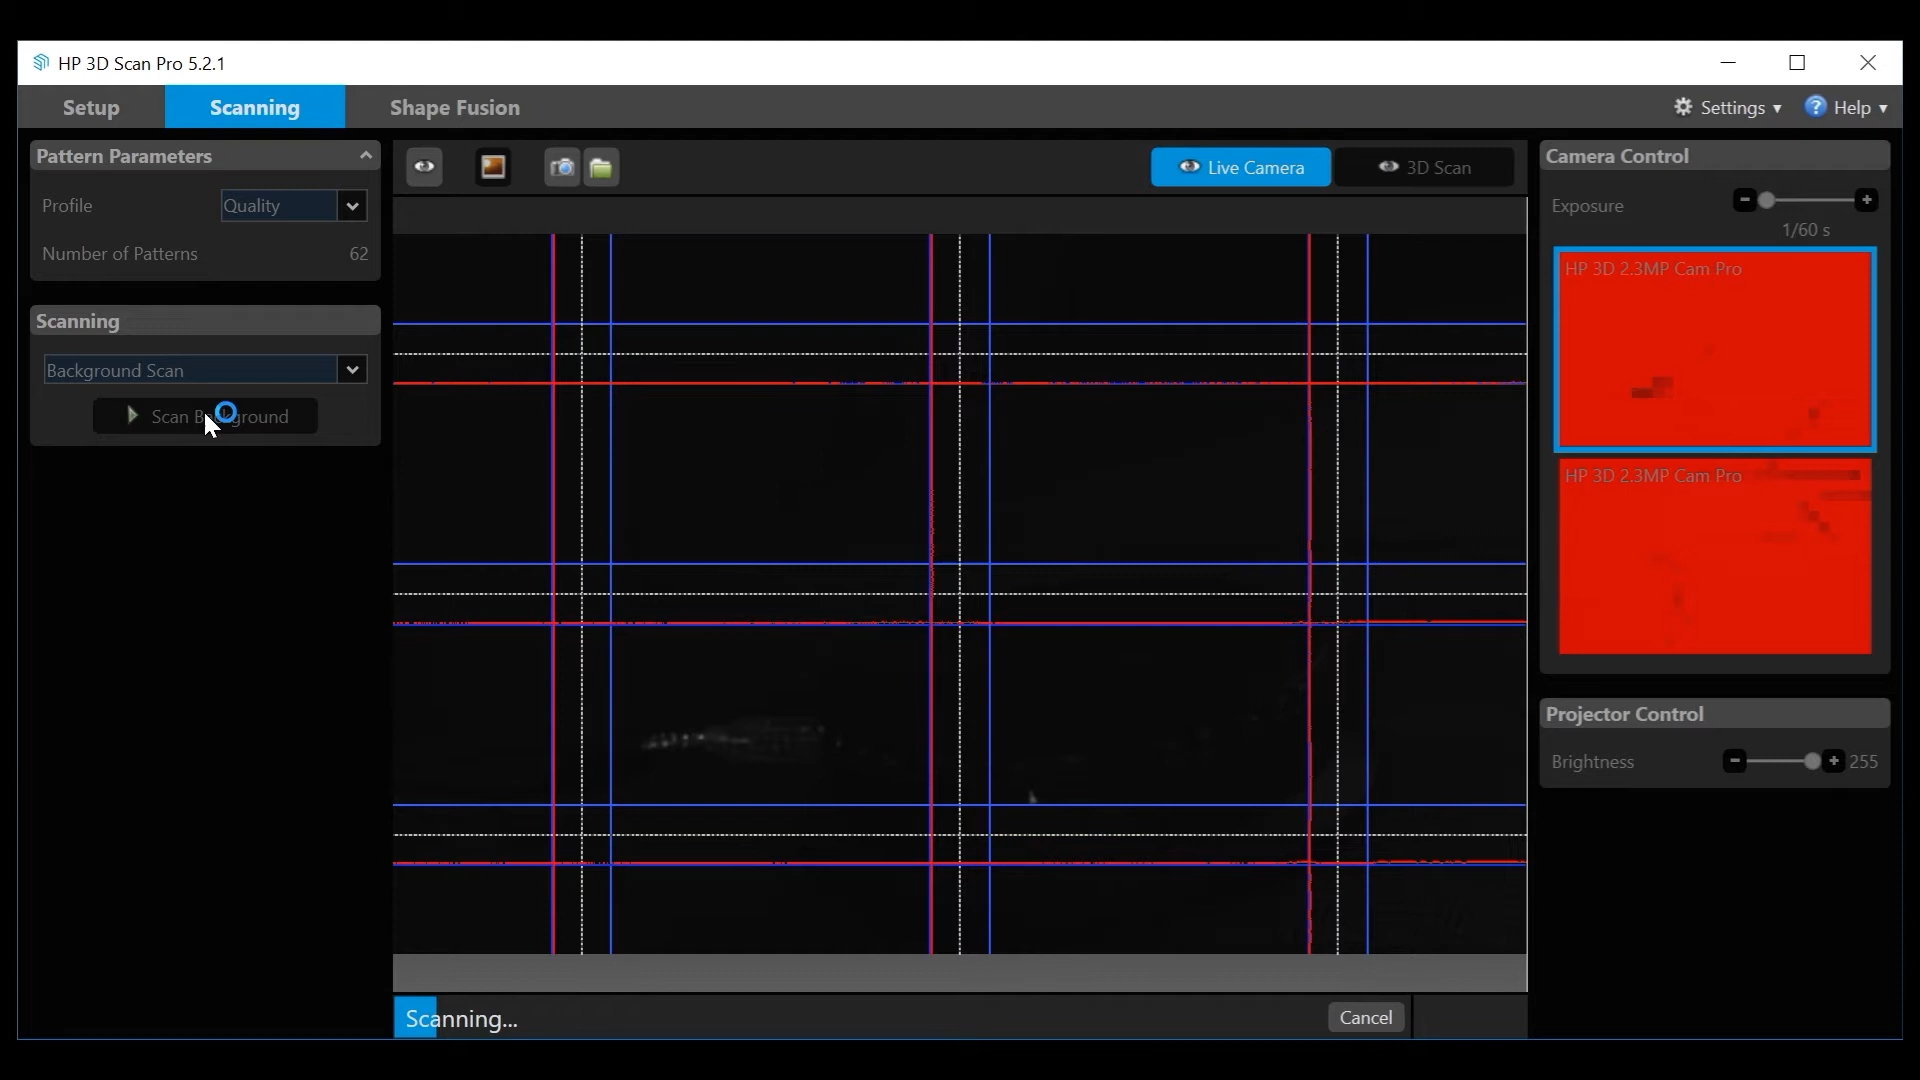 HP 3D Scan Pro 5.2.1
Setup
Scanning
Shape Fusion
Settings
Help
Pattern Parameters
Profile
Quality
Number of Patterns
62
Scanning
Background Scan
Scan Background
Live Camera
3D Scan
Camera Control
Exposure
1/60 s
HP 3D 2.3MP Cam Pro
HP 3D 2.3MP Cam Pro
Projector Control
Brightness
255
Scanning...
Cancel